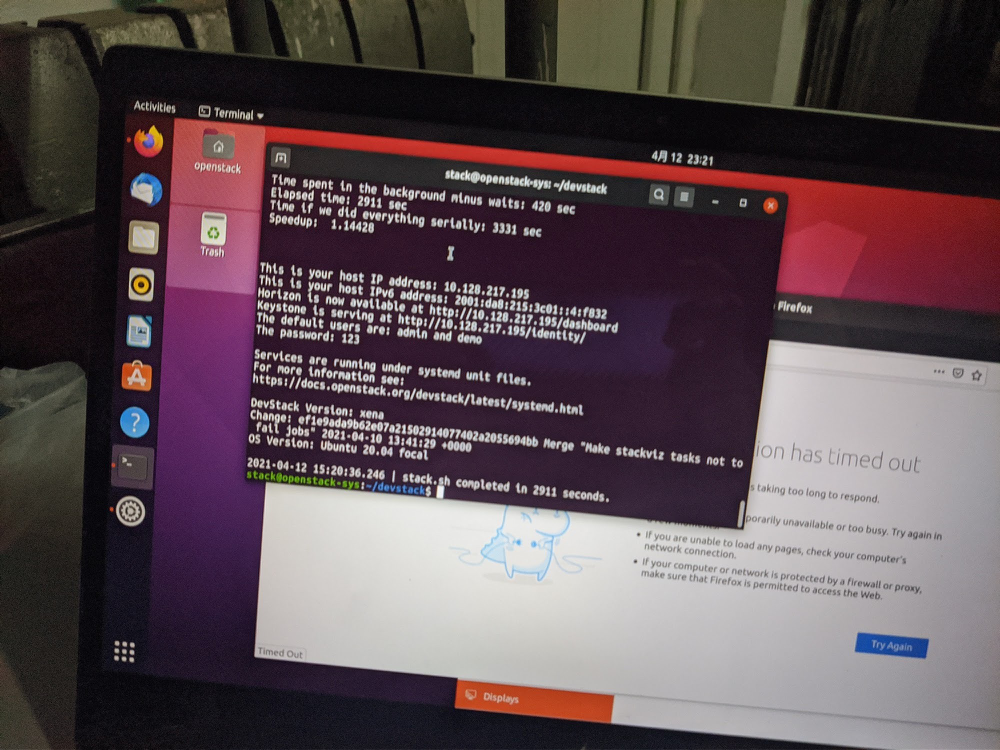 Activities
Terminal
4月 12 23:21
openstack
Trash
stack@openstack-sys: ~/devstack
Time spent in the background minus waits: 420 sec
Elapsed time: 2911 sec
Time if we did everything serially: 3331 sec
Speedup: 1.14428
This is your host IP address: 10.128.217.195
This is your host IPv6 address: 2001:da8:215:3c01::4:f832
Horizon is now available at http://10.128.217.195/dashboard
Keystone is serving at http://10.128.217.195/identity/
The default users are: admin and demo
The password: 123
Services are running under systemd unit files.
For more information see:
https://docs.openstack.org/devstack/latest/systemd.html
DevStack Version: xena
Change: ef1e9ada9b62e07a21502914077402a2055694bb Merge "Make stackviz tasks not to
fail jobs" 2021-04-10 13:41:29 +0000
OS Version: Ubuntu 20.04 focal
2021-04-12 15:20:36.246 | stack.sh completed in 2911 seconds.
stack@openstack-sys:~/devstack$
Firefox
ion has timed out
s taking too long to respond.
porarily unavailable or too busy. Try again in
If you are unable to load any pages, check your computer's
network connection.
If your computer or network is protected by a firewall or proxy,
make sure that Firefox is permitted to access the Web.
Try Again
Timed Out
Displays